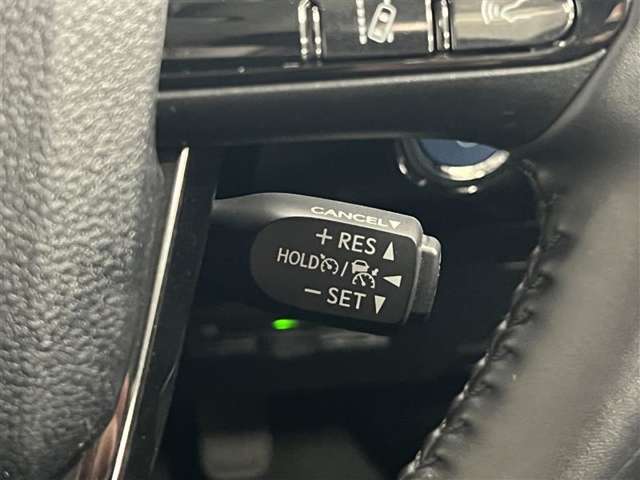 CANCEL▼
+ RES ▲
HOLD / ◄
− SET ▼